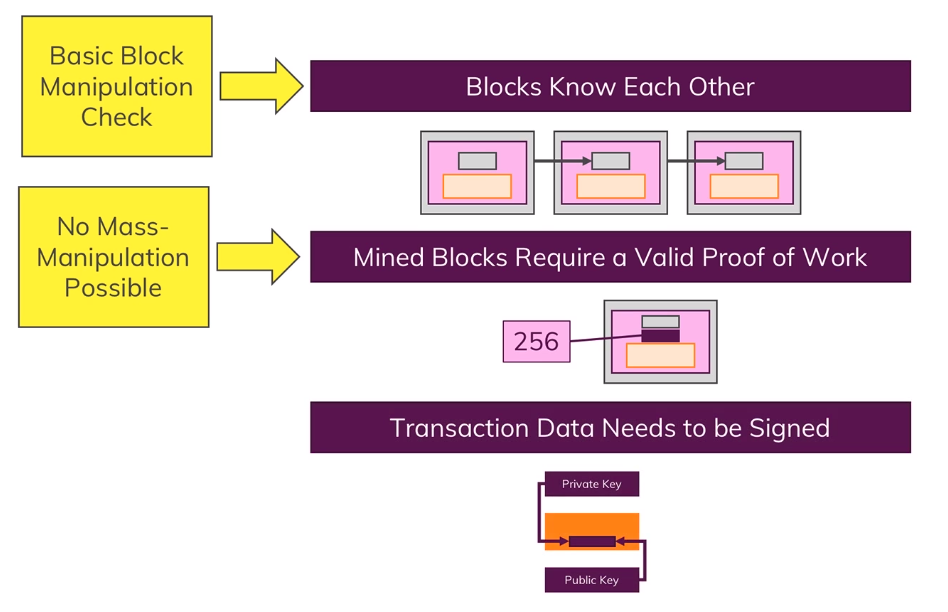 Basic Block
Manipulation
Check
Blocks Know Each Other
No Mass-
Manipulation
Possible
Mined Blocks Require a Valid Proof of Work
256
Transaction Data Needs to be Signed
Private Key
Public Key